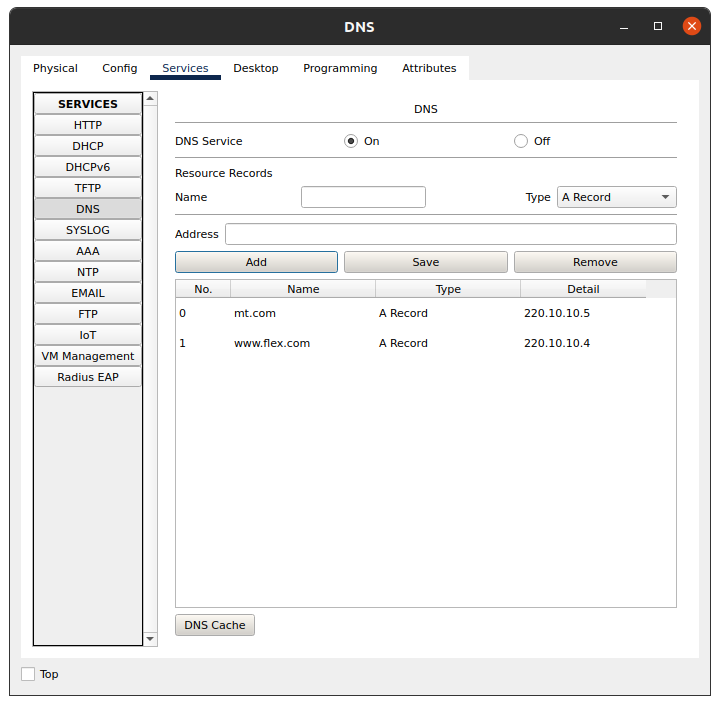 DNS
Physical Config Services Desktop Programming Attributes
SERVICES
HTTP
DHCP
DHCPv6
TFTP
DNS
SYSLOG
AAA
NTP
EMAIL
FTP
IoT
VM Management
Radius EAP
DNS
DNS Service On Off
Resource Records
Name Type A Record
Address
Add Save Remove
No. Name Type Detail
0 mt.com A Record 220.10.10.5
1 www.flex.com A Record 220.10.10.4
DNS Cache
Top